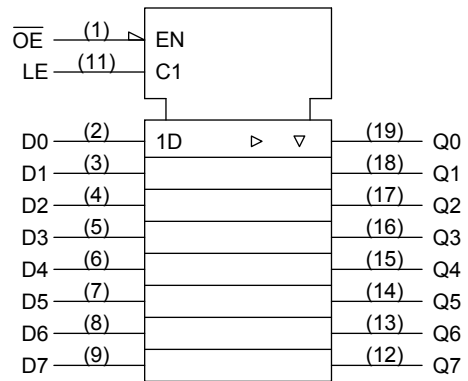 O̅E̅ (1) EN
LE (11) C1
D0 (2) 1D (19) Q0
D1 (3) (18) Q1
D2 (4) (17) Q2
D3 (5) (16) Q3
D4 (6) (15) Q4
D5 (7) (14) Q5
D6 (8) (13) Q6
D7 (9) (12) Q7